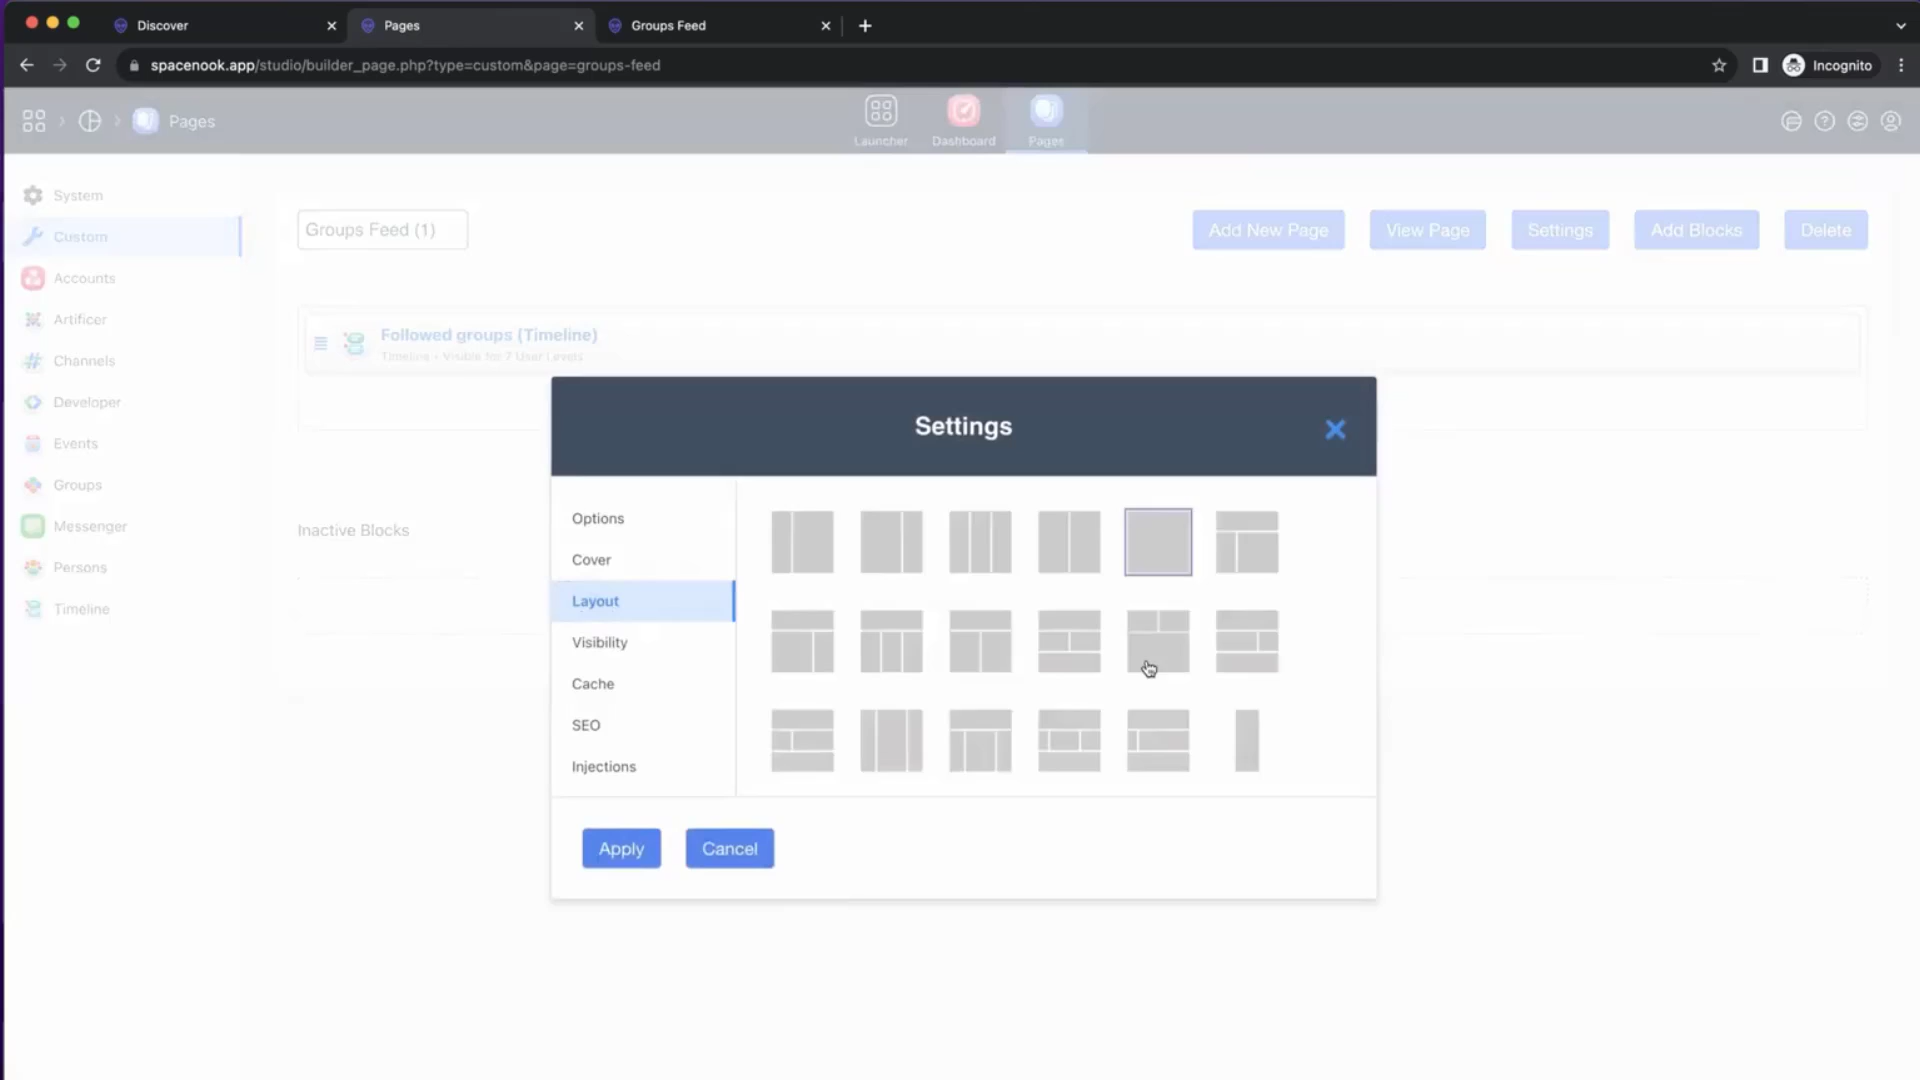 Discover
Pages
Groups Feed
spacenook.app/studio/builder_page.php?type=custom&page=groups-feed
Incognito
Pages
Launcher
Dashboard
Pages
System
Custom
Accounts
Artificer
Channels
Developer
Events
Groups
Messenger
Persons
Timeline
Groups Feed (1)
Add New Page
View Page
Settings
Add Blocks
Delete
Followed groups (Timeline)
Timeline • Visible for 7 User Levels
Inactive Blocks
Settings
Options
Cover
Layout
Visibility
Cache
SEO
Injections
Apply
Cancel